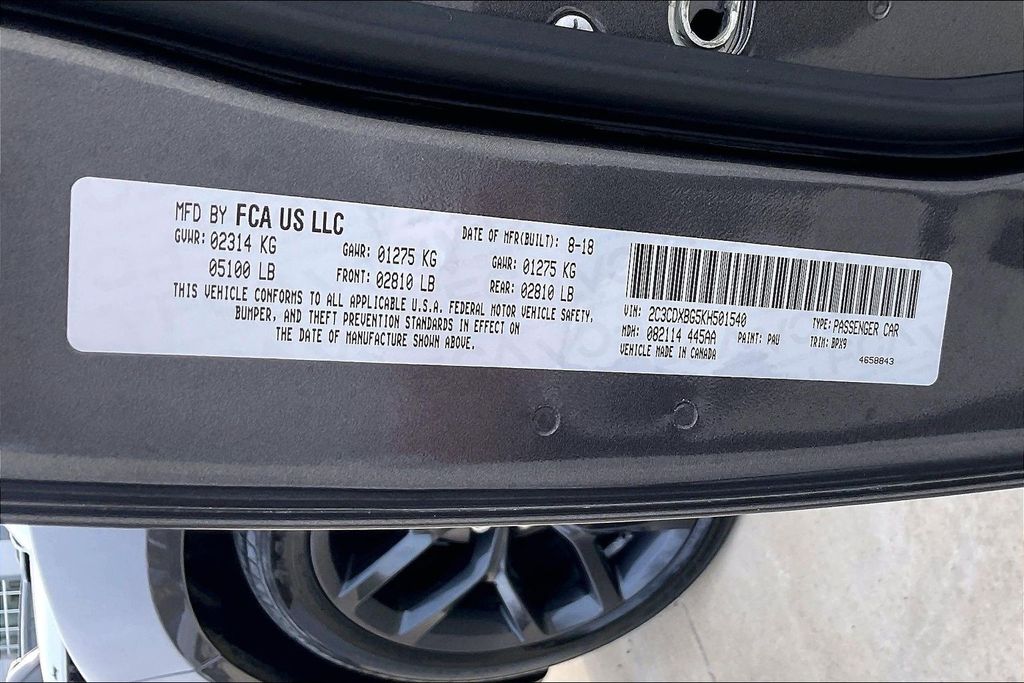 MFD BY FCA US LLC
DATE OF MFR(BUILT): 8-18
GVWR: 02314 KG
GAWR: 01275 KG
GAWR: 01275 KG
05100 LB
FRONT: 02810 LB
REAR: 02810 LB
THIS VEHICLE CONFORMS TO ALL APPLICABLE U.S.A. FEDERAL MOTOR VEHICLE SAFETY,
BUMPER, AND THEFT PREVENTION STANDARDS IN EFFECT ON
THE DATE OF MANUFACTURE SHOWN ABOVE.
VIN: 2C3CDXBG5KH501540
TYPE: PASSENGER CAR
MDH: 082114 445AA
PAINT: PAU
TRIM: BPX9
VEHICLE MADE IN CANADA
4658843